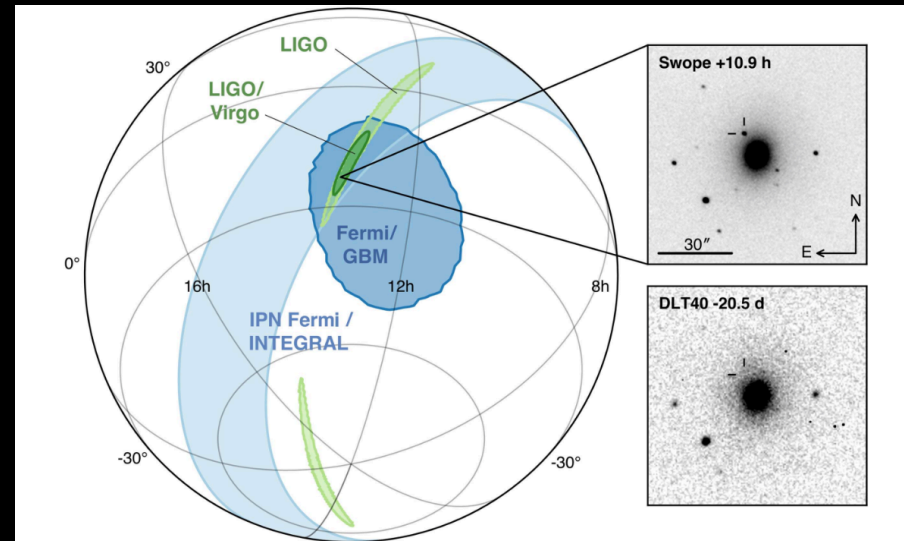 LIGO
30°
LIGO/
Virgo
Fermi/
GBM
0°
16h
12h
8h
IPN Fermi /
INTEGRAL
-30°
-30°
Swope +10.9 h
N
30″
E
DLT40 -20.5 d